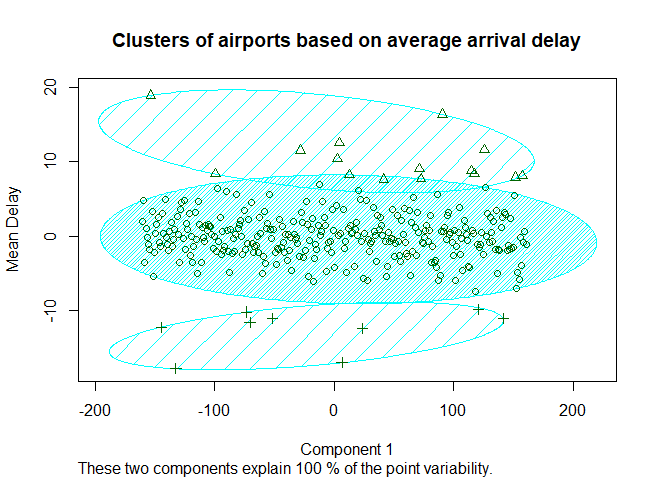 Clusters of airports based on average arrival delay
20
10
0
-10
Mean Delay
-200 -100 0 100 200
Component 1
These two components explain 100 % of the point variability.